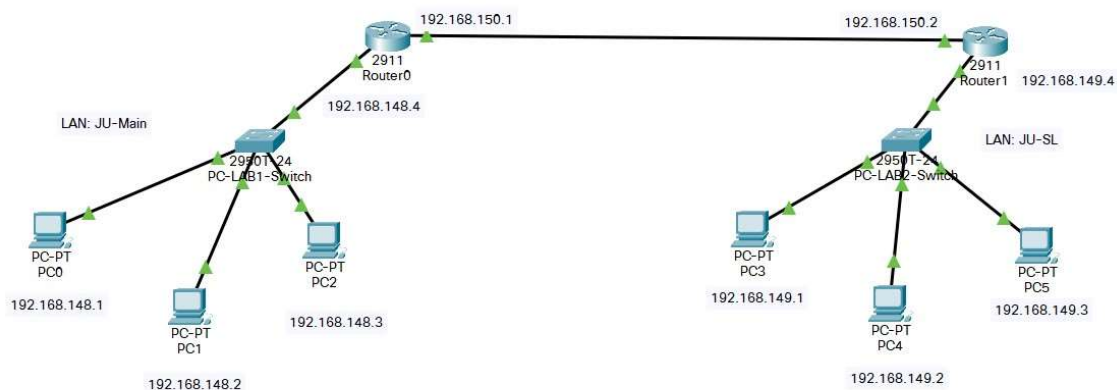 192.168.150.1
192.168.150.2
2911
Router0
2911
Router1
192.168.149.4
192.168.148.4
LAN: JU-Main
LAN: JU-SL
2950T-24
PC-LAB1-Switch
2950T-24
PC-LAB2-Switch
PC-PT
PC0
PC-PT
PC2
PC-PT
PC3
PC-PT
PC5
192.168.148.1
192.168.149.1
192.168.149.3
192.168.148.3
PC-PT
PC1
PC-PT
PC4
192.168.148.2
192.168.149.2